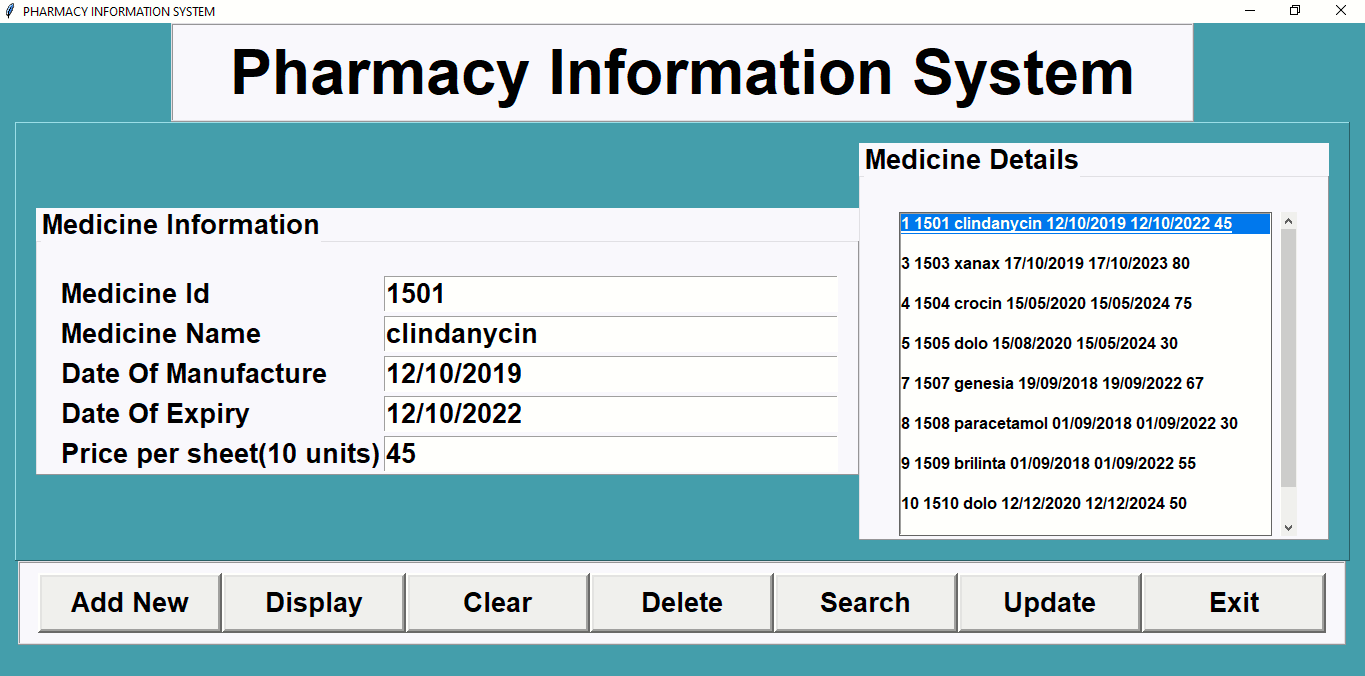 PHARMACY INFORMATION SYSTEM
Pharmacy Information System
Medicine Information
Medicine Id 1501
Medicine Name clindanycin
Date Of Manufacture 12/10/2019
Date Of Expiry 12/10/2022
Price per sheet(10 units) 45
Medicine Details
1 1501 clindanycin 12/10/2019 12/10/2022 45
3 1503 xanax 17/10/2019 17/10/2023 80
4 1504 crocin 15/05/2020 15/05/2024 75
5 1505 dolo 15/08/2020 15/05/2024 30
7 1507 genesia 19/09/2018 19/09/2022 67
8 1508 paracetamol 01/09/2018 01/09/2022 30
9 1509 brilinta 01/09/2018 01/09/2022 55
10 1510 dolo 12/12/2020 12/12/2024 50
Add New Display Clear Delete Search Update Exit